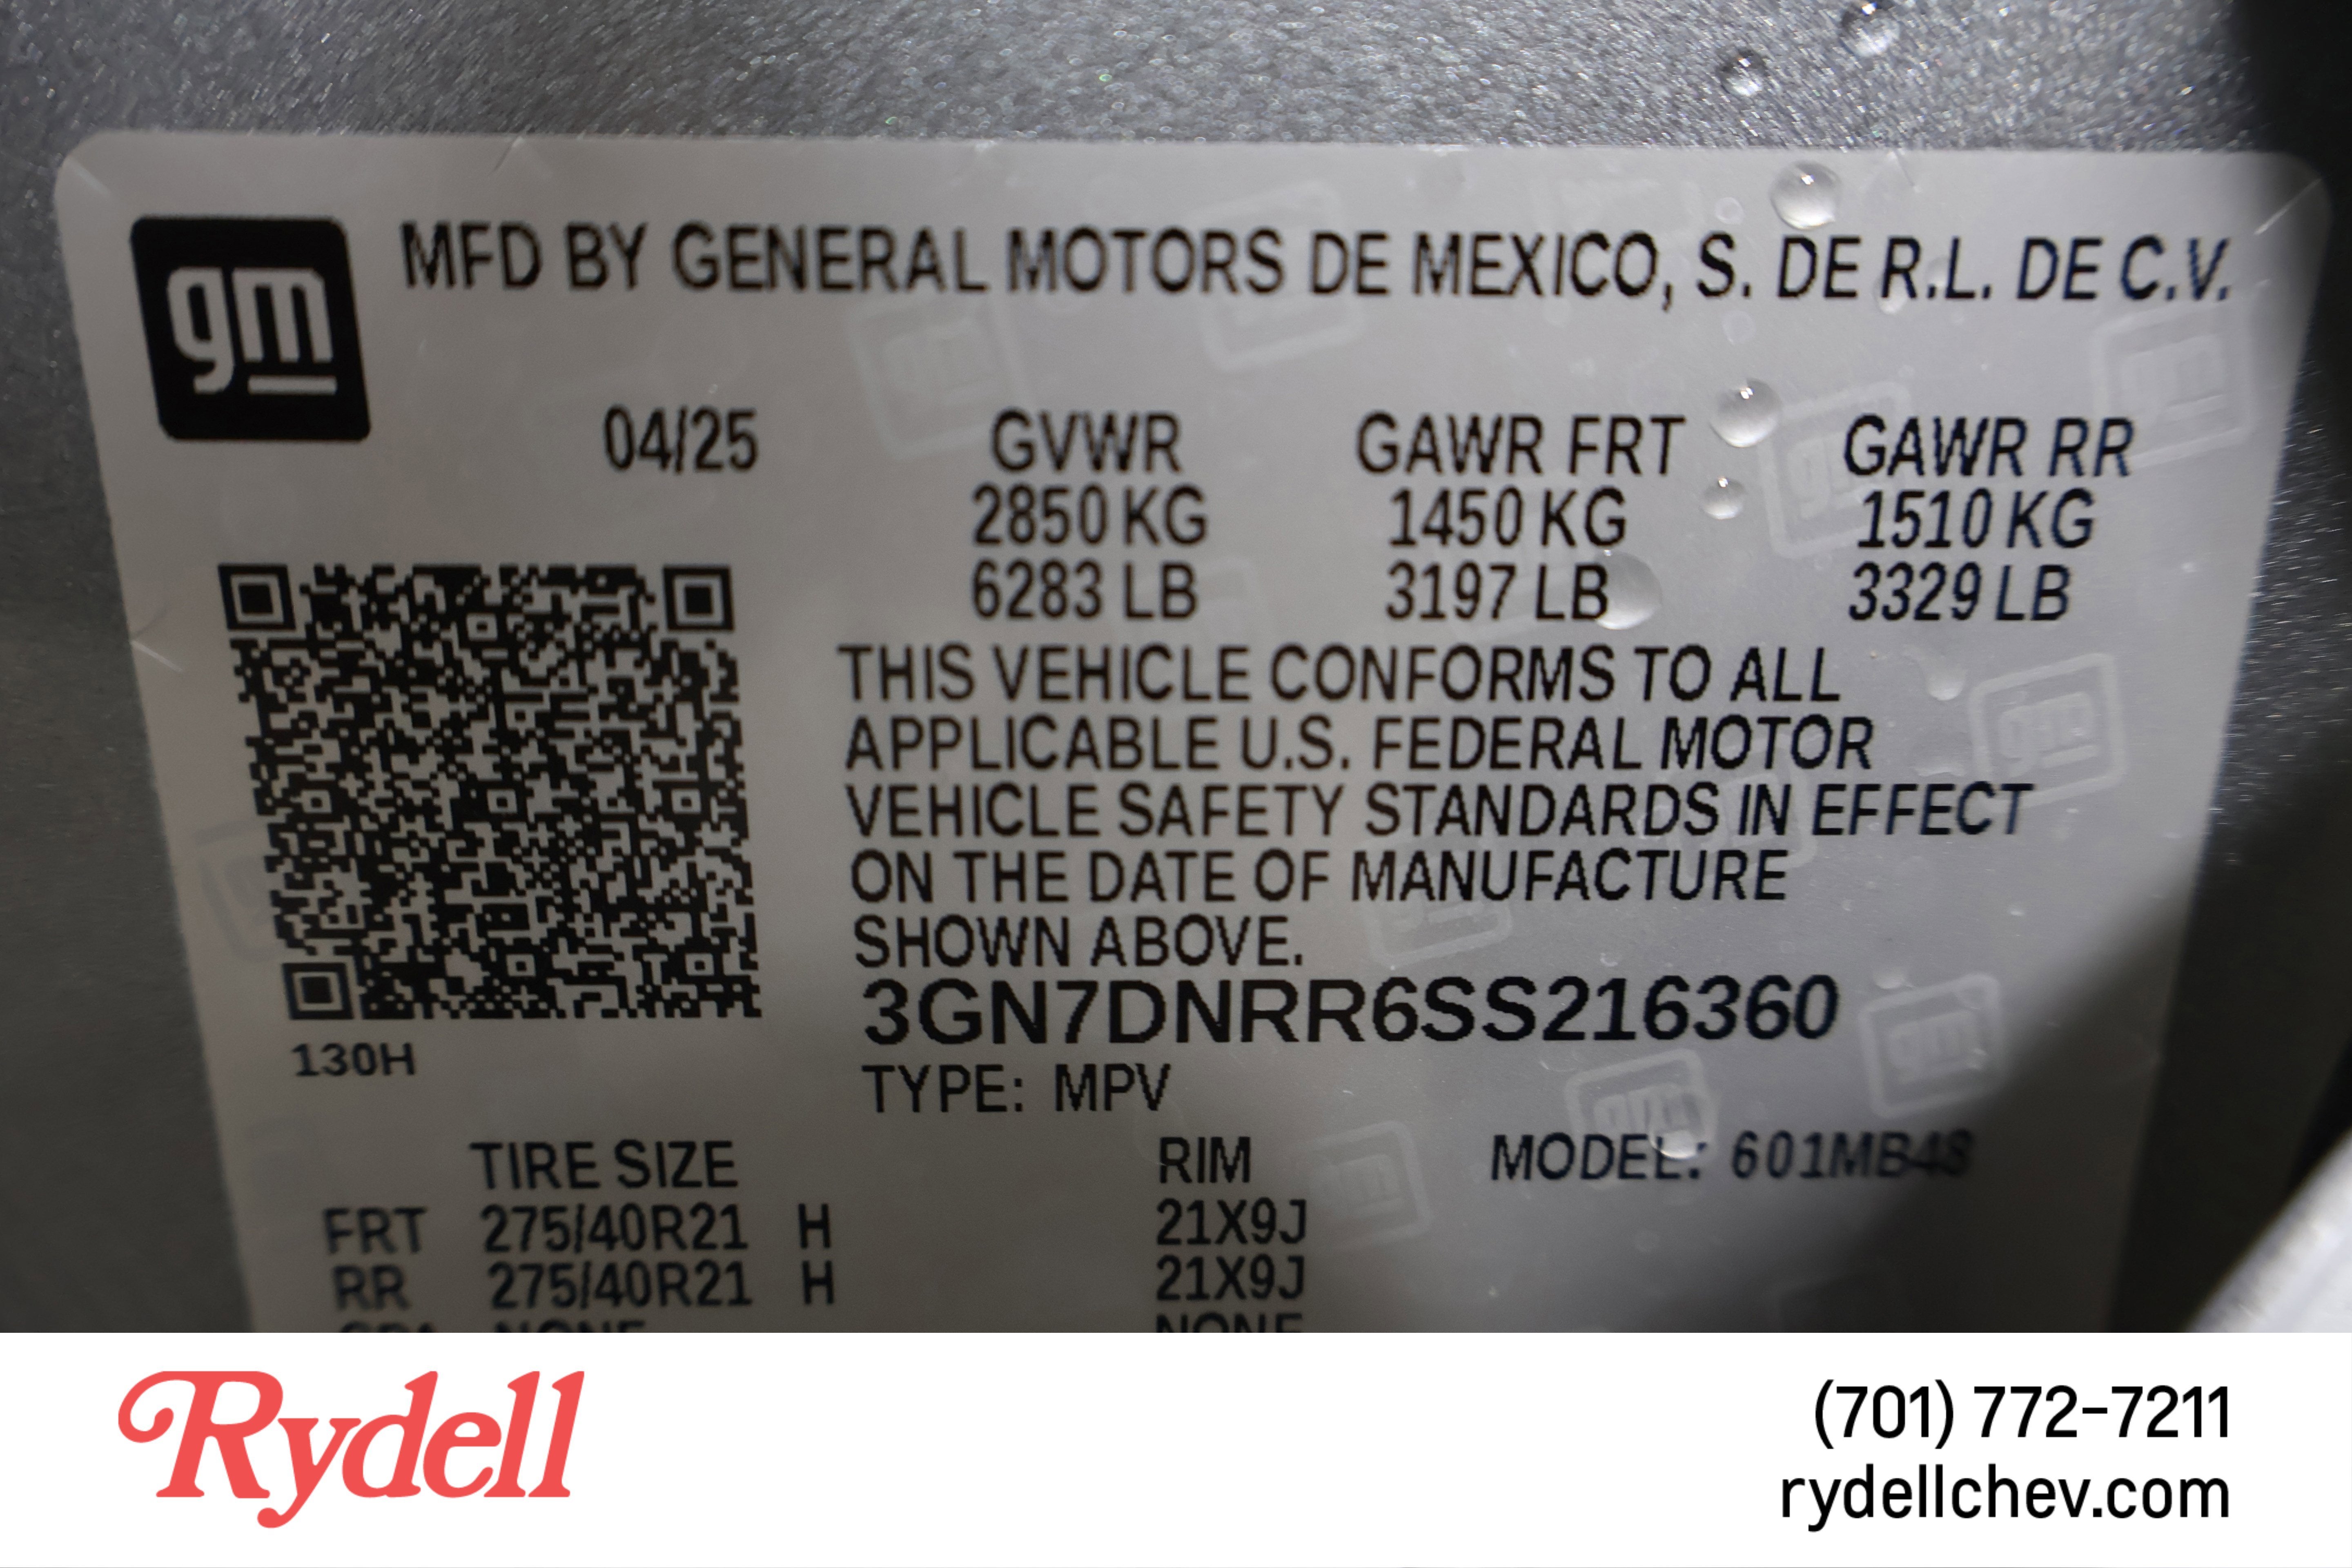 gm
MFD BY GENERAL MOTORS DE MEXICO, S. DE R.L. DE C.V.
04/25 GVWR GAWR FRT GAWR RR
2850 KG 1450 KG 1510 KG
6283 LB 3197 LB 3329 LB
THIS VEHICLE CONFORMS TO ALL
APPLICABLE U.S. FEDERAL MOTOR
VEHICLE SAFETY STANDARDS IN EFFECT
ON THE DATE OF MANUFACTURE
SHOWN ABOVE.
3GN7DNRR6SS216360
130H
TYPE: MPV
TIRE SIZE RIM MODEL: 601MB48
FRT 275/40R21 H 21X9J
RR 275/40R21 H 21X9J
NONE NONE
Rydell
(701) 772-7211
rydellchev.com